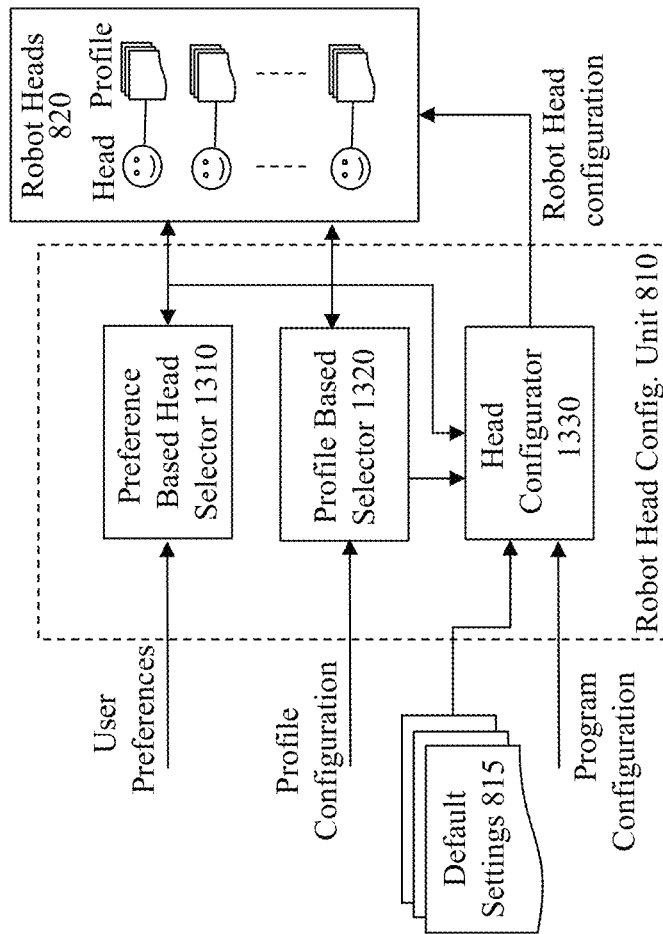 User
Preferences
Profile
Configuration
Default
Settings 815
Program
Configuration
Preference
Based Head
Selector 1310
Profile Based
Selector 1320
Head
Configurator
1330
Robot Head Config. Unit 810
Robot Heads
820
Head Profile
Robot Head
configuration